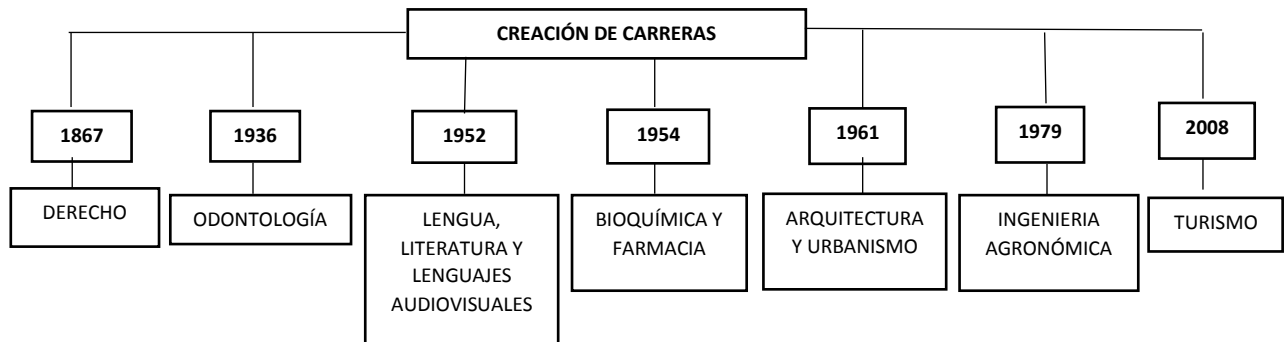 CREACIÓN DE CARRERAS
1867
1936
1952
1954
1961
1979
2008
DERECHO
ODONTOLOGÍA
LENGUA,
LITERATURA Y
LENGUAJES
AUDIOVISUALES
BIOQUÍMICA Y
FARMACIA
ARQUITECTURA
Y URBANISMO
INGENIERIA
AGRONÓMICA
TURISMO